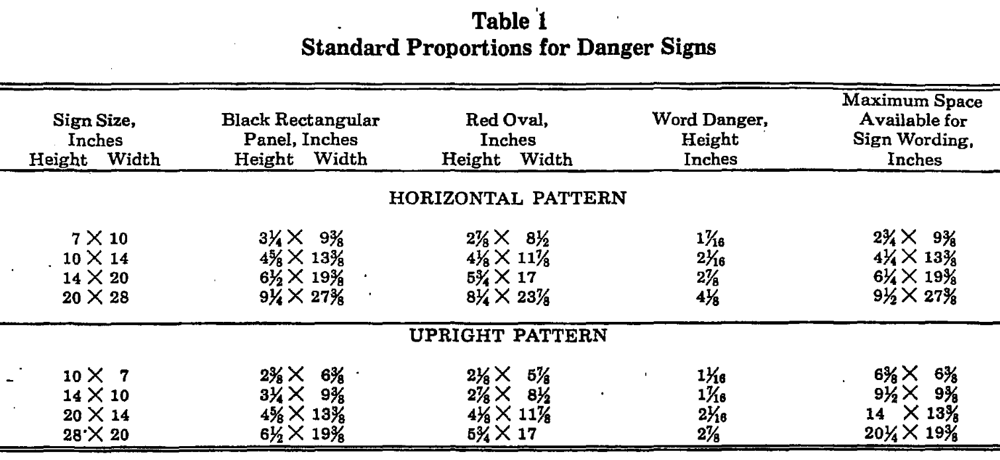 Table 1
Standard Proportions for Danger Signs
Maximum Space
Sign Size, Black Rectangular Red Oval, Word Danger, Available for
Inches Panel, Inches Inches Height Sign Wording,
Height Width Height Width Height Width Inches Inches
HORIZONTAL PATTERN
7 × 10 3¼ × 9⅜ 2⅞ × 8½ 1⁷⁄₁₆ 2¾ × 9⅜
10 × 14 4⅝ × 13⅜ 4⅛ × 11⅞ 2¹⁄₁₆ 4¼ × 13⅜
14 × 20 6½ × 19⅜ 5¾ × 17 2⅞ 6¼ × 19⅜
20 × 28 9¼ × 27⅜ 8¼ × 23⅞ 4⅛ 9½ × 27⅜
UPRIGHT PATTERN
10 × 7 2⅜ × 6⅜ 2⅛ × 5⅞ 1¹⁄₁₆ 6⅜ × 6⅜
14 × 10 3¼ × 9⅜ 2⅞ × 8½ 1⁷⁄₁₆ 9½ × 9⅜
20 × 14 4⅝ × 13⅜ 4⅛ × 11⅞ 2¹⁄₁₆ 14 × 13⅜
28 × 20 6½ × 19⅜ 5¾ × 17 2⅞ 20¼ × 19⅜